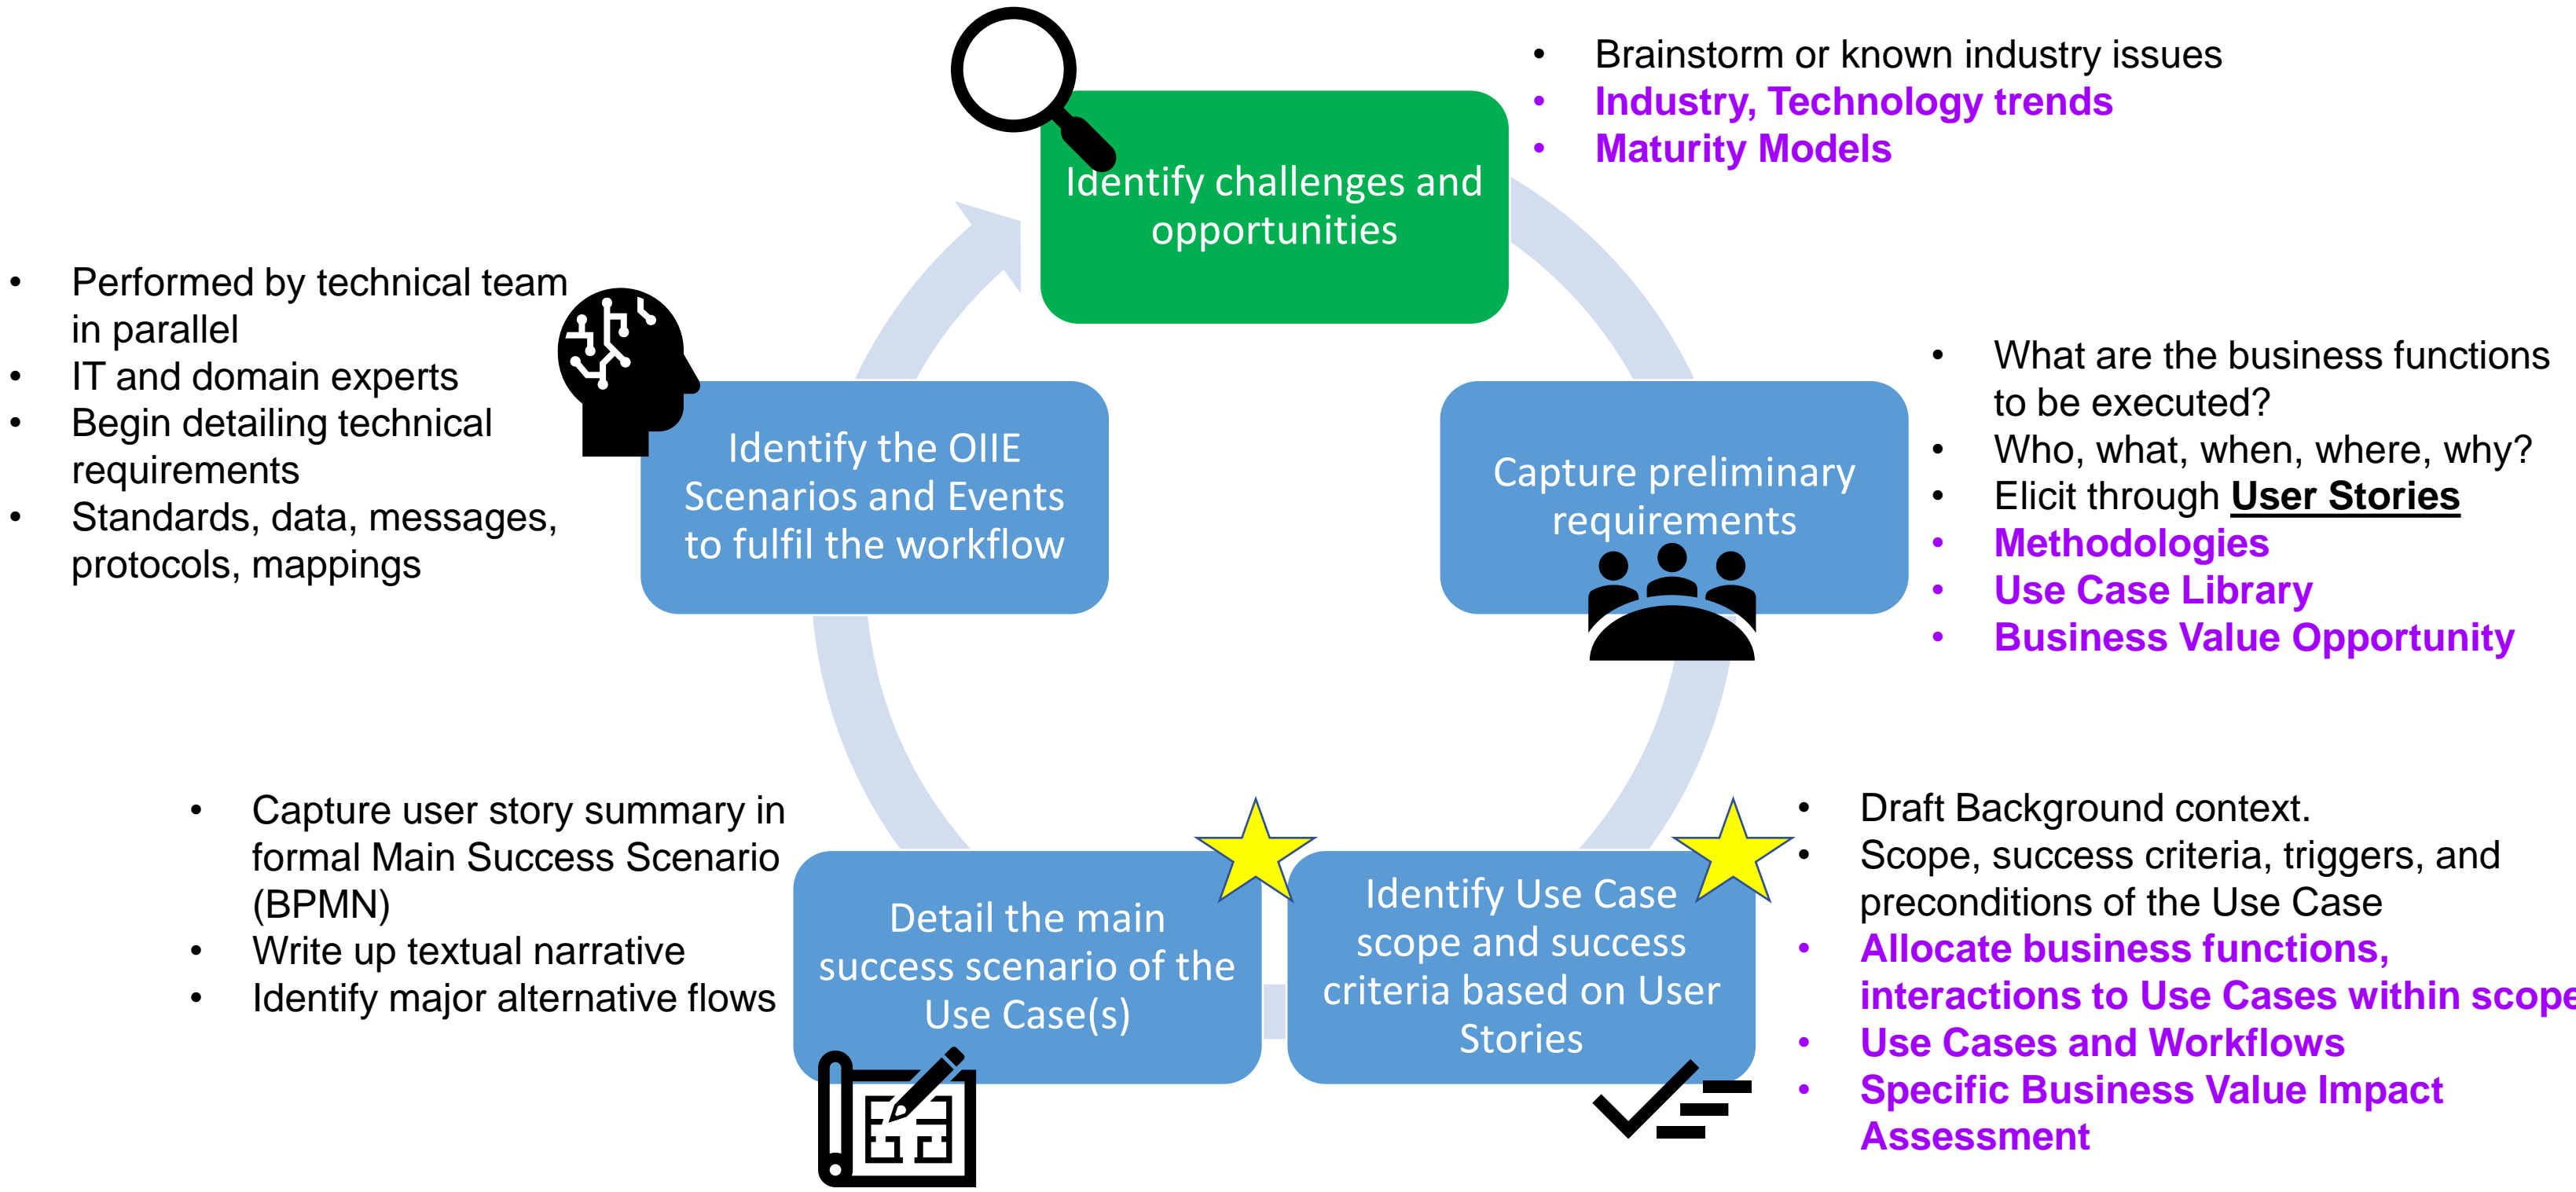 • Brainstorm or known industry issues
• Industry, Technology trends
• Maturity Models
Identify challenges and
opportunities
• What are the business functions
to be executed?
• Who, what, when, where, why?
• Elicit through User Stories
• Methodologies
• Use Case Library
• Business Value Opportunity
Capture preliminary
requirements
• Draft Background context.
• Scope, success criteria, triggers, and
preconditions of the Use Case
• Allocate business functions,
interactions to Use Cases within scope
• Use Cases and Workflows
• Specific Business Value Impact
Assessment
Identify Use Case
scope and success
criteria based on User
Stories
Detail the main
success scenario of the
Use Case(s)
• Capture user story summary in
formal Main Success Scenario
(BPMN)
• Write up textual narrative
• Identify major alternative flows
Identify the OIIE
Scenarios and Events
to fulfil the workflow
• Performed by technical team
in parallel
• IT and domain experts
• Begin detailing technical
requirements
• Standards, data, messages,
protocols, mappings